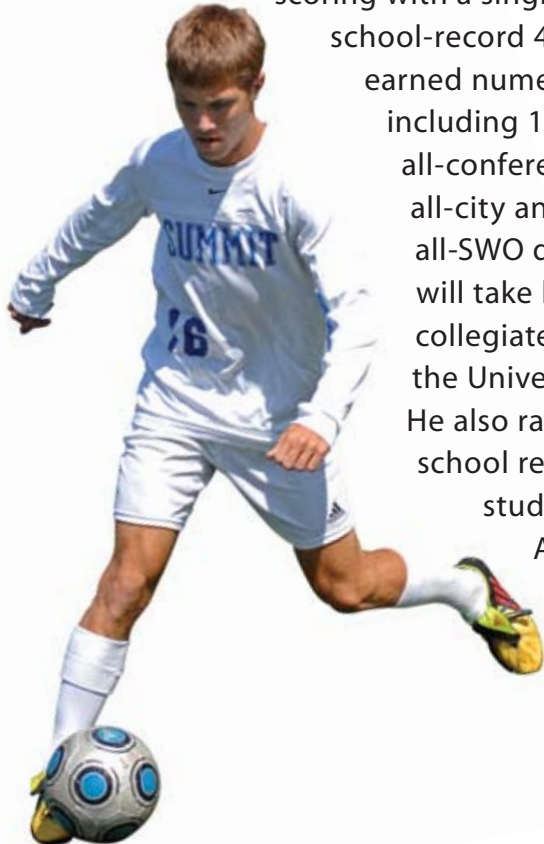 scoring with a single
school-record 4
earned nume
including 1
all-confere
all-city an
all-SWO
will take
collegiate
the Unive
He also ra
school re
stud
A
SUMMIT
16